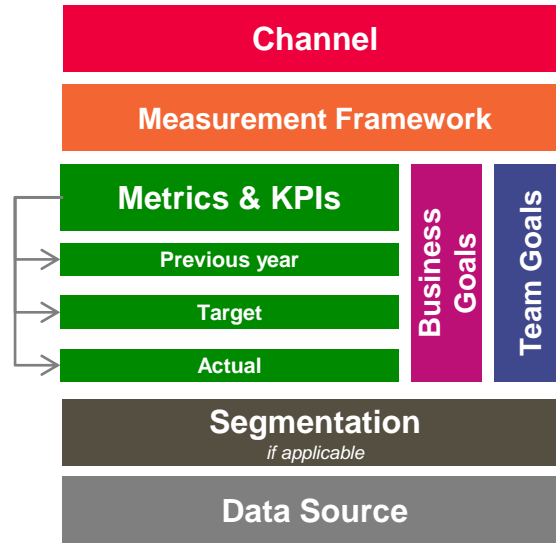 Channel
Measurement Framework
Metrics & KPIs
Previous year
Target
Actual
Business
Goals
Team Goals
Segmentation
if applicable
Data Source